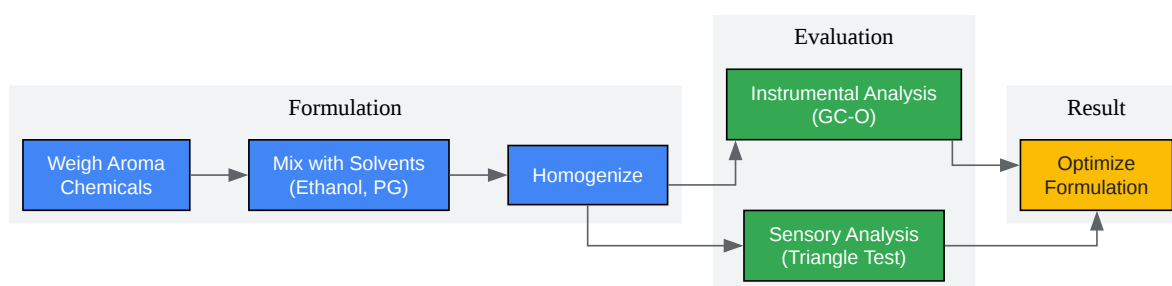 Formulation
Weigh Aroma
Chemicals
Mix with Solvents
(Ethanol, PG)
Homogenize
Evaluation
Instrumental Analysis
(GC-O)
Sensory Analysis
(Triangle Test)
Result
Optimize
Formulation